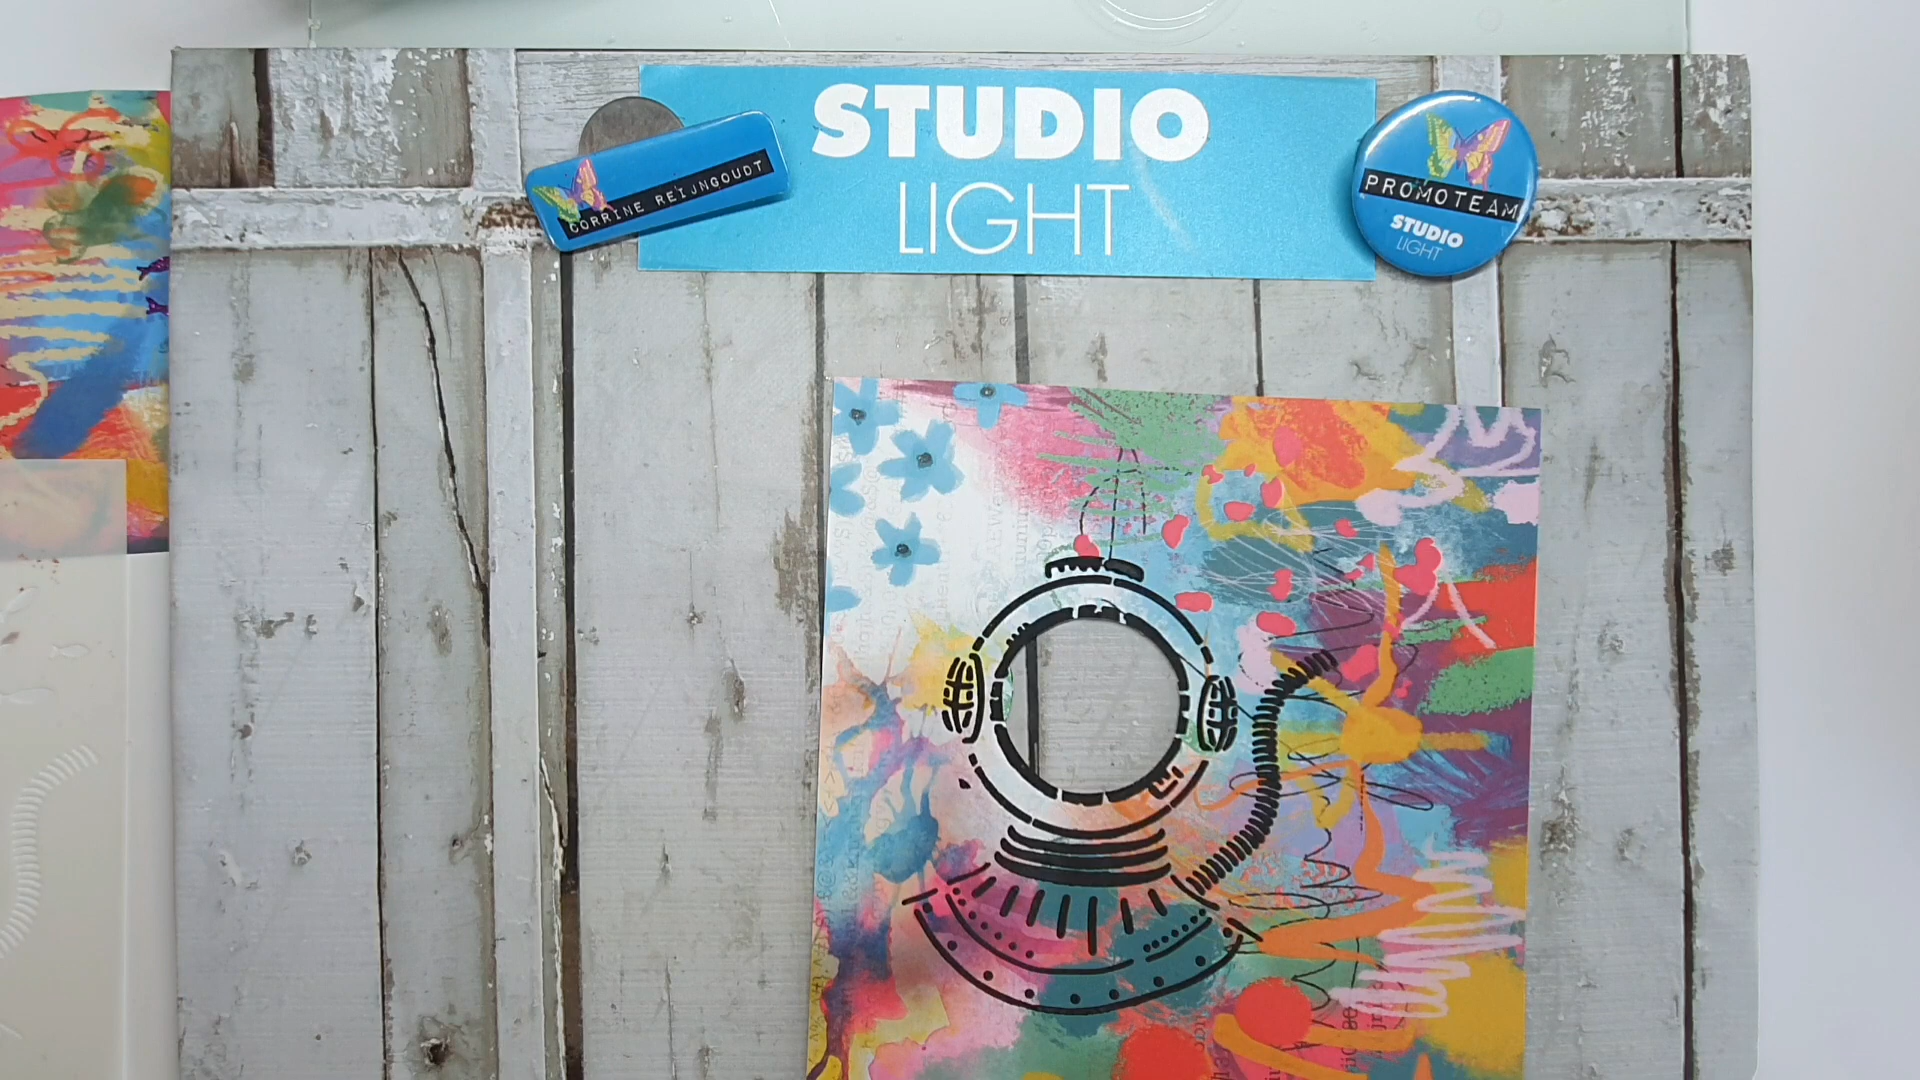 STUDIO
LIGHT
CORRINE REIJNGOUDT
PROMOTEAM
STUDIO
LIGHT